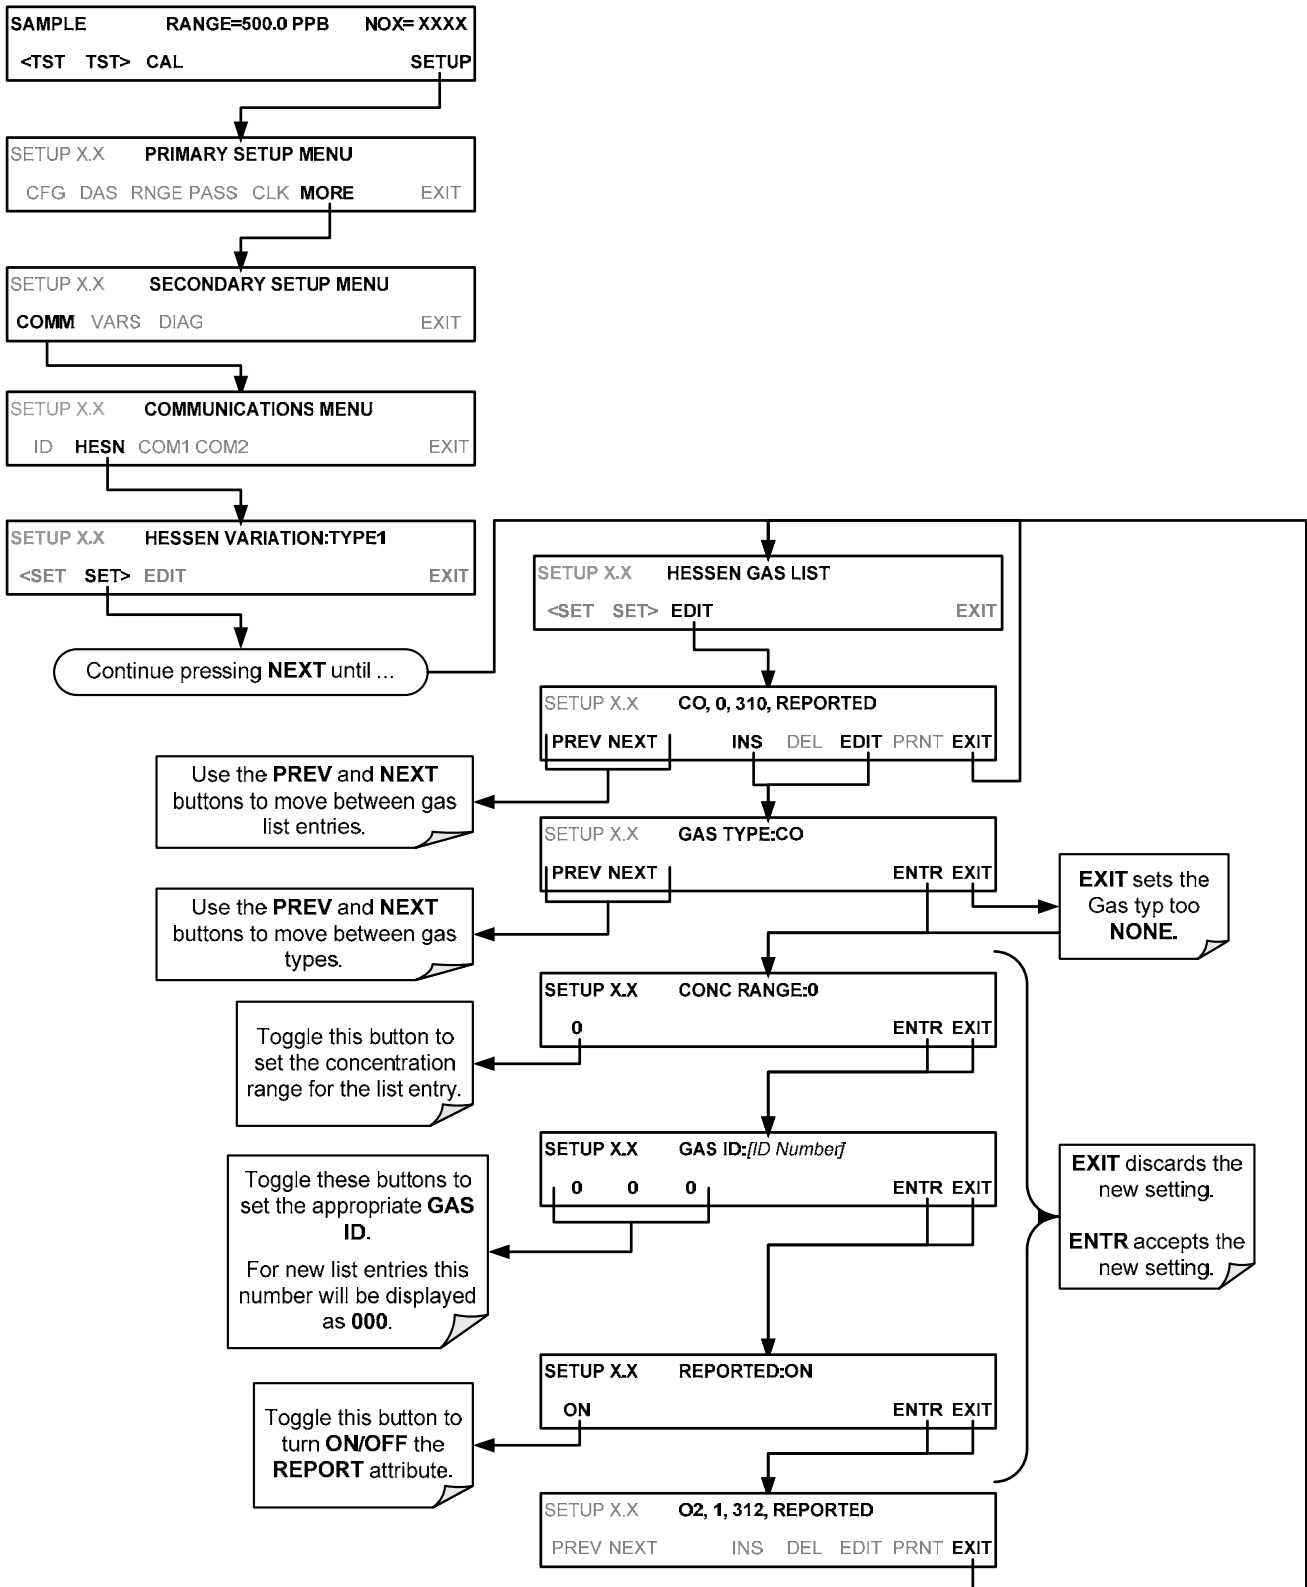 SAMPLE RANGE=500.0 PPB NOX= XXXX
<TST TST> CAL SETUP
SETUP X.X PRIMARY SETUP MENU
CFG DAS RNGE PASS CLK MORE EXIT
SETUP X.X SECONDARY SETUP MENU
COMM VARS DIAG EXIT
SETUP X.X COMMUNICATIONS MENU
ID HESN COM1 COM2 EXIT
SETUP X.X HESSEN VARIATION:TYPE1
<SET SET> EDIT EXIT
Continue pressing NEXT until ...
SETUP X.X HESSEN GAS LIST
<SET SET> EDIT EXIT
SETUP X.X CO, 0, 310, REPORTED
PREV NEXT INS DEL EDIT PRNT EXIT
Use the PREV and NEXT
buttons to move between gas
list entries.
SETUP X.X GAS TYPE:CO
PREV NEXT ENTR EXIT
EXIT sets the
Gas typ too
NONE.
Use the PREV and NEXT
buttons to move between gas
types.
SETUP X.X CONC RANGE:0
0 ENTR EXIT
Toggle this button to
set the concentration
range for the list entry.
SETUP X.X GAS ID:[ID Number]
0 0 0 ENTR EXIT
Toggle these buttons to
set the appropriate GAS
ID.
For new list entries this
number will be displayed
as 000.
EXIT discards the
new setting.
ENTR accepts the
new setting.
SETUP X.X REPORTED:ON
ON ENTR EXIT
Toggle this button to
turn ON/OFF the
REPORT attribute.
SETUP X.X O2, 1, 312, REPORTED
PREV NEXT INS DEL EDIT PRNT EXIT